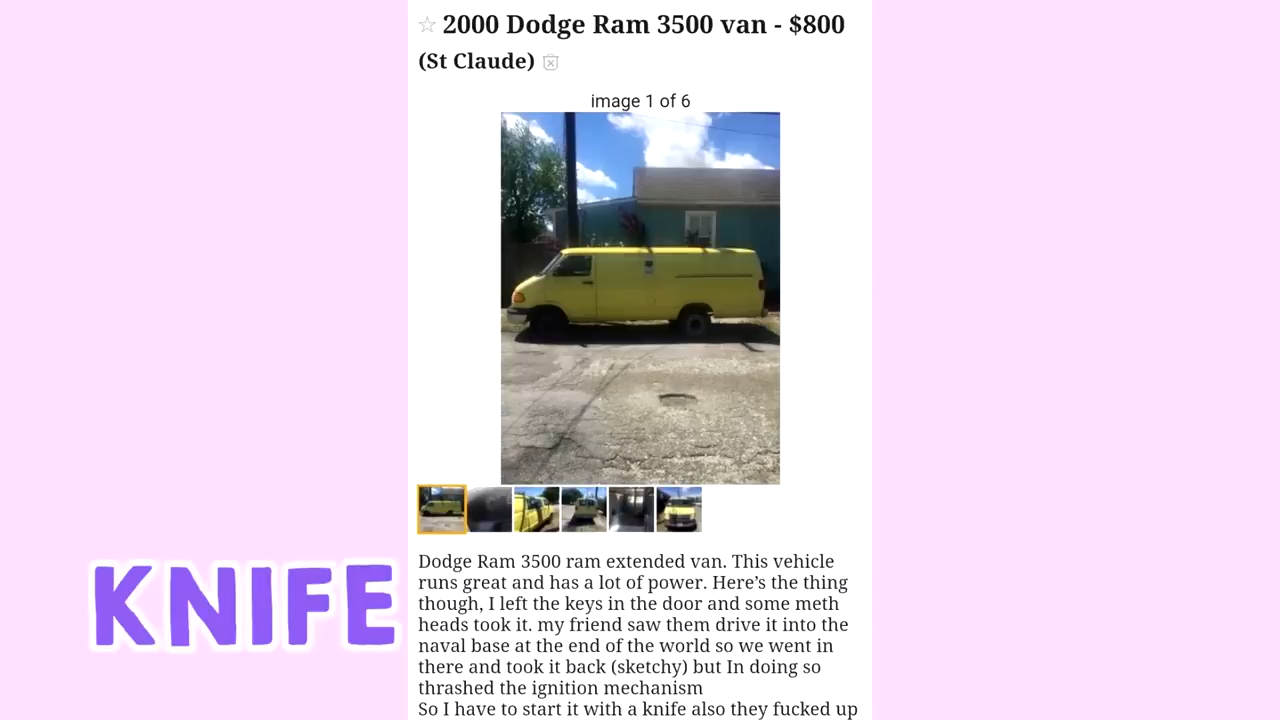 ☆ 2000 Dodge Ram 3500 van - $800
(St Claude)
image 1 of 6
Dodge Ram 3500 ram extended van. This vehicle
runs great and has a lot of power. Here’s the thing
though, I left the keys in the door and some meth
heads took it. my friend saw them drive it into the
naval base at the end of the world so we went in
there and took it back (sketchy) but In doing so
thrashed the ignition mechanism
So I have to start it with a knife also they fucked up
KNIFE